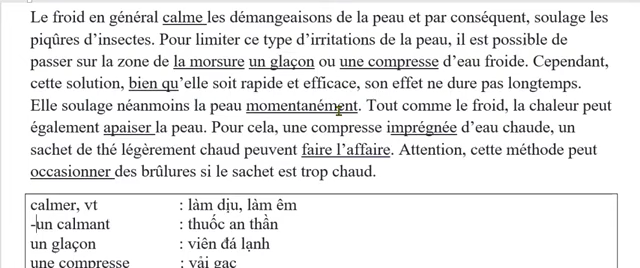 Le froid en général calme les démangeaisons de la peau et par conséquent, soulage les
piqûres d'insectes. Pour limiter ce type d'irritations de la peau, il est possible de
passer sur la zone de la morsure un glaçon ou une compresse d'eau froide. Cependant,
cette solution, bien qu'elle soit rapide et efficace, son effet ne dure pas longtemps.
Elle soulage néanmoins la peau momentanément. Tout comme le froid, la chaleur peut
également apaiser la peau. Pour cela, une compresse imprégnée d'eau chaude, un
sachet de thé légèrement chaud peuvent faire l'affaire. Attention, cette méthode peut
occasionner des brûlures si le sachet est trop chaud.
calmer, vt : làm dịu, làm êm
-un calmant : thuốc an thần
un glaçon : viên đá lạnh
une compresse : vải gạc